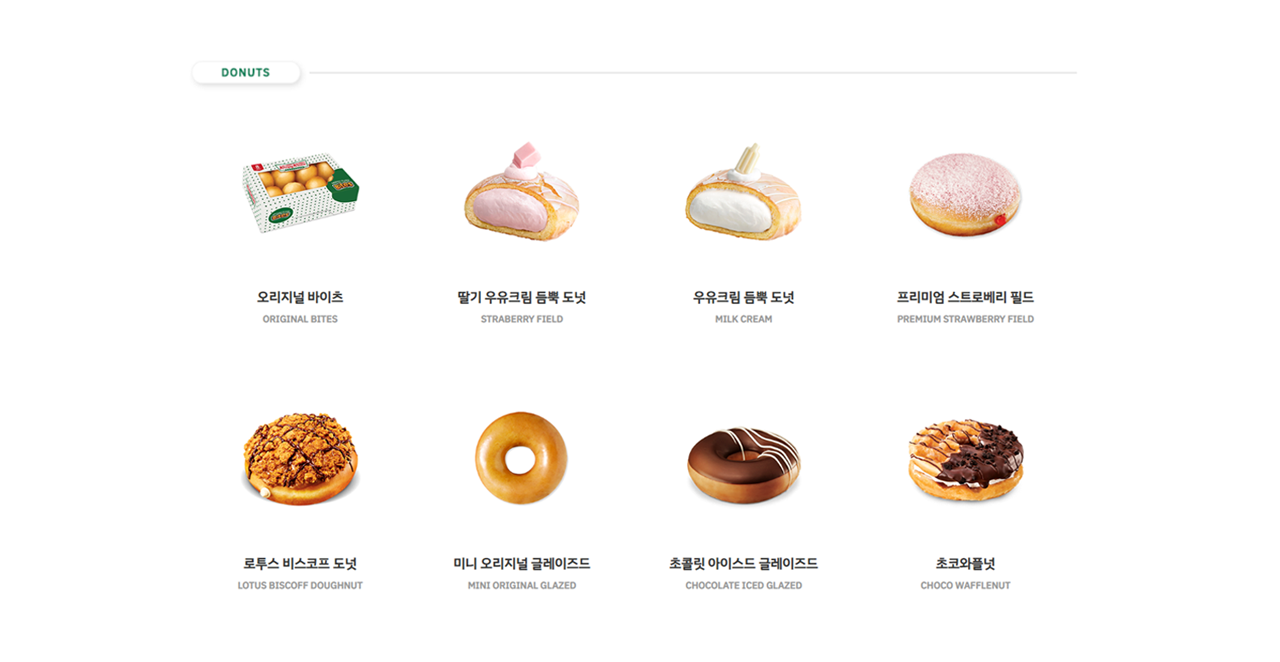 DONUTS
오리지널 바이츠
ORIGINAL BITES
딸기 우유크림 듬뿍 도넛
STRABERRY FIELD
우유크림 듬뿍 도넛
MILK CREAM
프리미엄 스트로베리 필드
PREMIUM STRAWBERRY FIELD
로투스 비스코프 도넛
LOTUS BISCOFF DOUGHNUT
미니 오리지널 글레이즈드
MINI ORIGINAL GLAZED
초콜릿 아이스드 글레이즈드
CHOCOLATE ICED GLAZED
초코와플넛
CHOCO WAFFLENUT